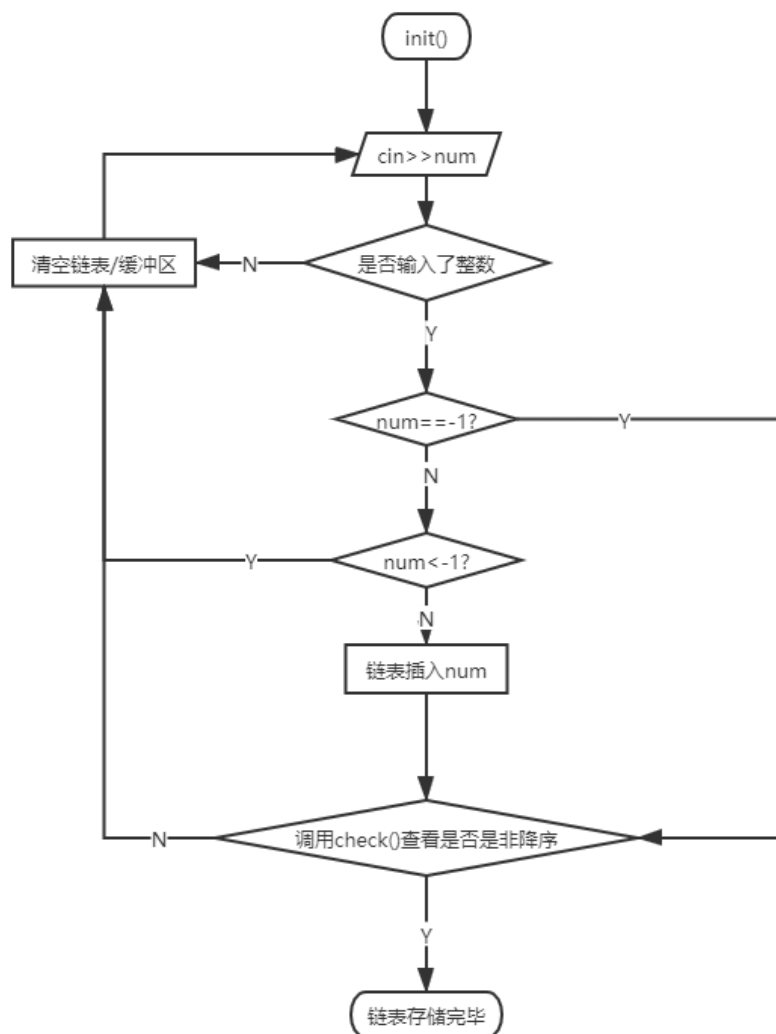 init()
cin>>num
清空链表/缓冲区
N
是否输入了整数
Y
num==-1?
Y
N
Y
num<-1?
N
链表插入num
N
调用check()查看是否是非降序
Y
链表存储完毕